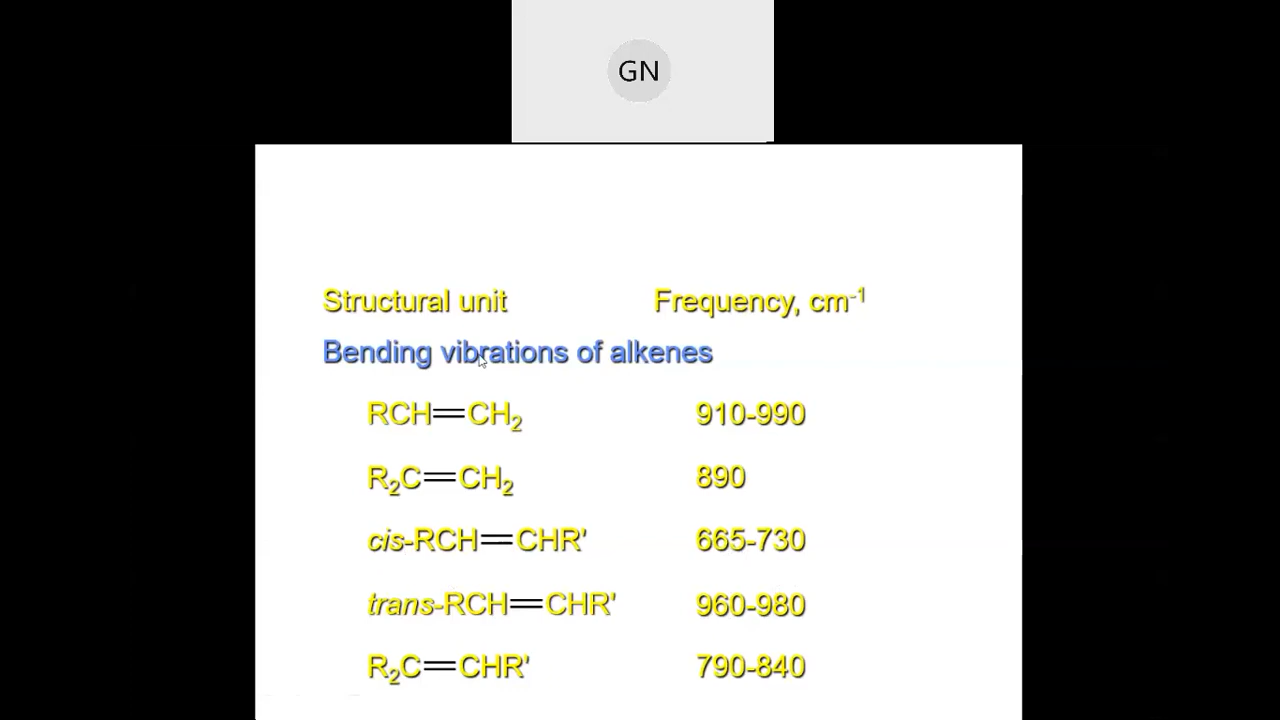 GN
Structural unit Frequency, cm⁻¹
Bending vibrations of alkenes
RCH=CH₂ 910-990
R₂C=CH₂ 890
cis-RCH=CHR' 665-730
trans-RCH=CHR' 960-980
R₂C=CHR' 790-840